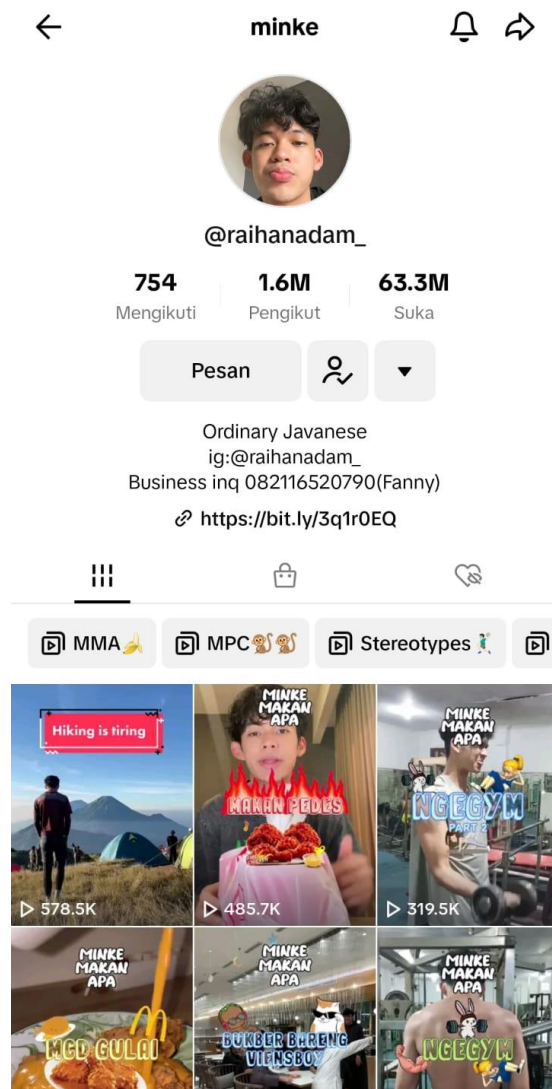 minke
@raihanadam_
754
Mengikuti
1.6M
Pengikut
63.3M
Suka
Pesan
Ordinary Javanese
ig:@raihanadam_
Business inq 082116520790(Fanny)
https://bit.ly/3q1r0EQ
MMA🍌
MPC🐒🐒
Stereotypes🤾🏻‍♂️
Hiking is tiring
578.5K
MINKE
MAKAN
APA
MAKAN PEDES
485.7K
MINKE
MAKAN
APA
NGEGYM
PART 2
319.5K
MINKE
MAKAN
APA
MCD GULAI
MINKE
MAKAN
APA
BUKBER BARENG
VIENSBOY
MINKE
MAKAN
APA
NGEGYM